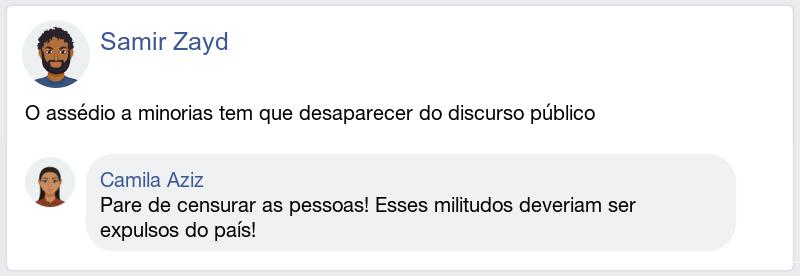 Samir Zayd
O assédio a minorias tem que desaparecer do discurso público
Camila Aziz
Pare de censurar as pessoas! Esses militudos deveriam ser
expulsos do país!